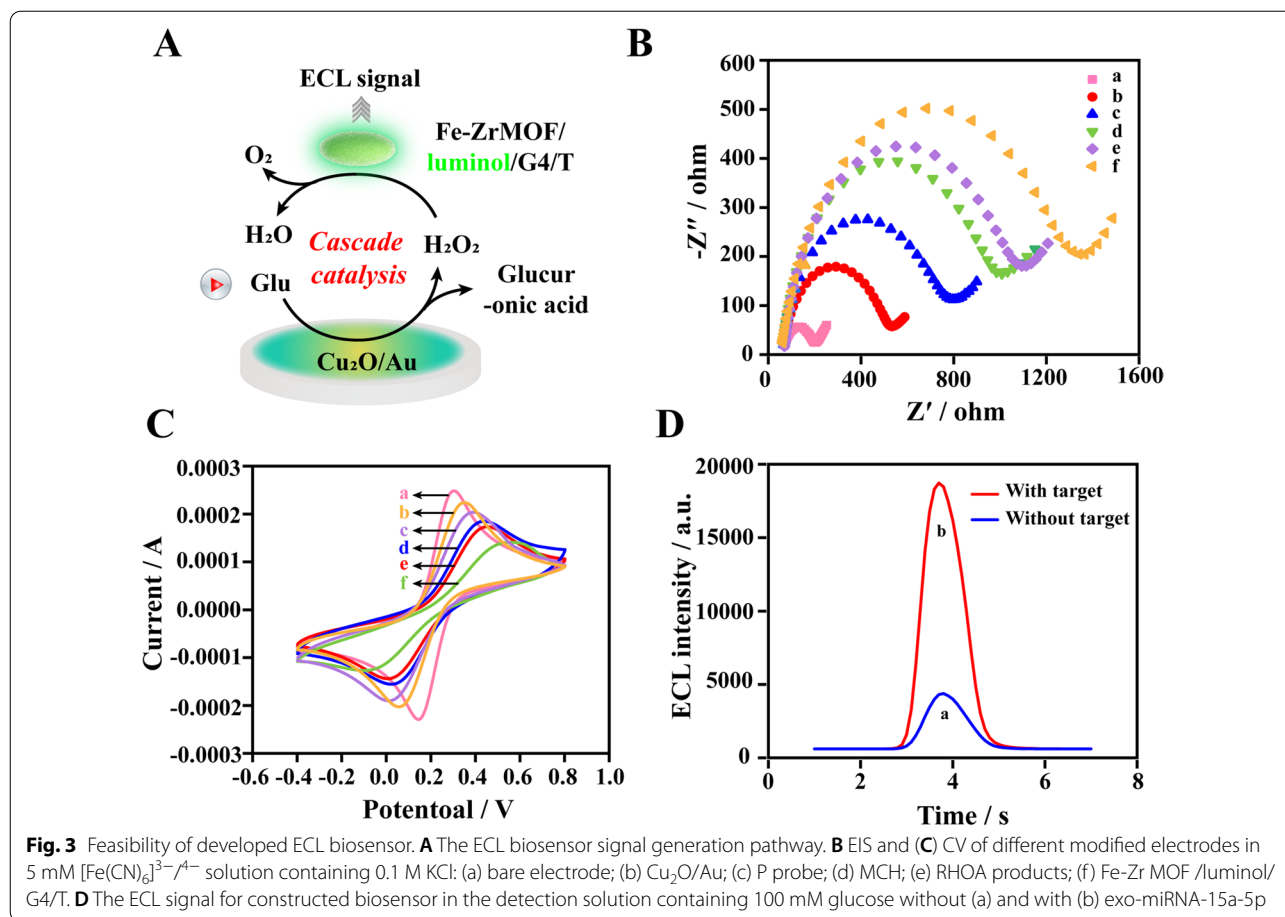 A
ECL signal
Fe-ZrMOF/
luminol/G4/T
O₂
H₂O
Cascade
catalysis
H₂O₂
Glu
Glucur
-onic acid
Cu₂O/Au
B
600
500
400
300
200
100
0
-Z″ / ohm
0
400
800
1200
1600
Z′ / ohm
a
b
c
d
e
f
C
0.0003
0.0002
0.0001
0.0000
-0.0001
-0.0002
-0.0003
Current / A
a
b
c
d
e
f
-0.6
-0.4
-0.2
0.0
0.2
0.4
0.6
0.8
1.0
Potentoal / V
D
20000
15000
10000
5000
0
ECL intensity / a.u.
With target
Without target
b
a
0
2
4
6
8
Time / s
Fig. 3 Feasibility of developed ECL biosensor. A The ECL biosensor signal generation pathway. B EIS and (C) CV of different modified electrodes in
5 mM [Fe(CN)₆]³⁻/⁴⁻ solution containing 0.1 M KCl: (a) bare electrode; (b) Cu₂O/Au; (c) P probe; (d) MCH; (e) RHOA products; (f) Fe-Zr MOF /luminol/
G4/T. D The ECL signal for constructed biosensor in the detection solution containing 100 mM glucose without (a) and with (b) exo-miRNA-15a-5p